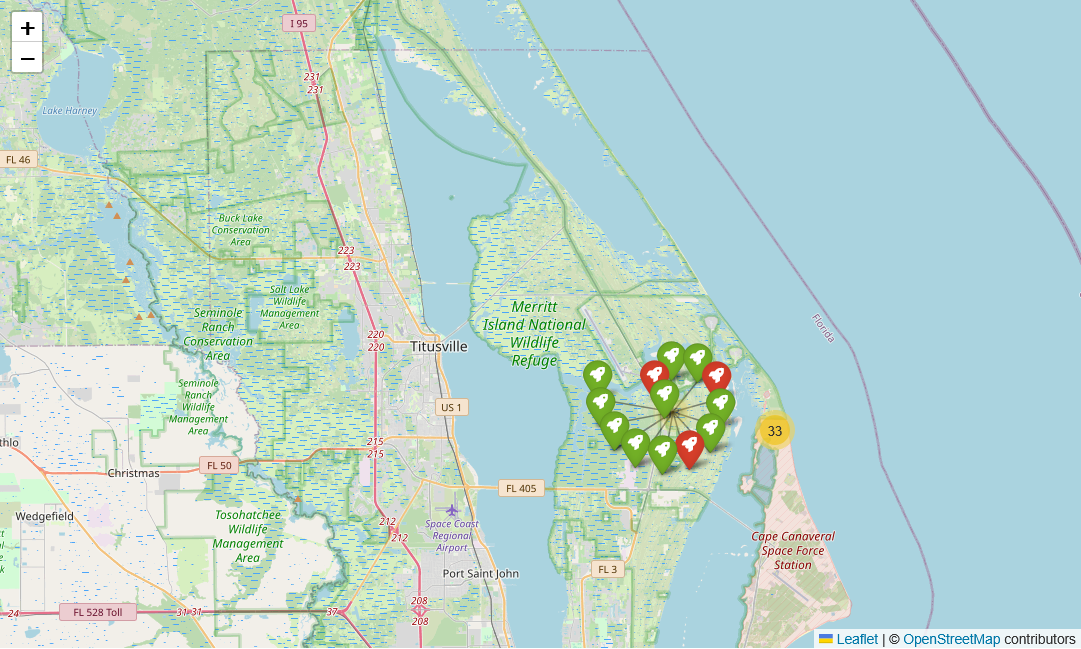 +
−
I 95
231
231
Lake Harney
FL 46
Buck Lake
Conservation
Area
223
223
Salt Lake
Wildlife
Management
Area
Seminole
Ranch
Conservation
Area
Merritt
Island National
Wildlife
Refuge
Florida
220
220
Titusville
Seminole
Ranch
Wildlife
Management
Area
US 1
33
215
215
thlo
Christmas
FL 50
FL 405
Wedgefield
Tosohatchee
Wildlife
Management
Area
212
212
Space Coast
Regional
Airport
Cape Canaveral
Space Force
Station
Port Saint John
FL 3
24
FL 528 Toll
31
31
37
208
208
Leaflet | © OpenStreetMap contributors